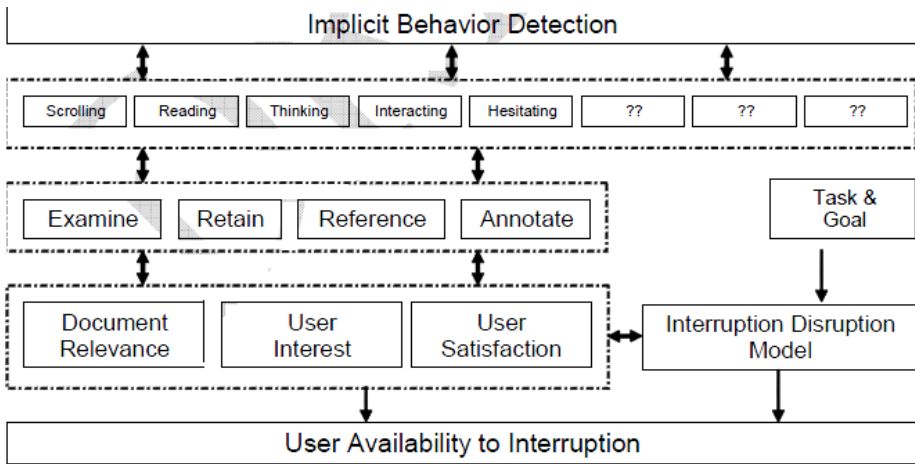 Implicit Behavior Detection
Scrolling Reading Thinking Interacting Hesitating ?? ?? ??
Examine Retain Reference Annotate
Task &
Goal
Document
Relevance
User
Interest
User
Satisfaction
Interruption Disruption
Model
User Availability to Interruption